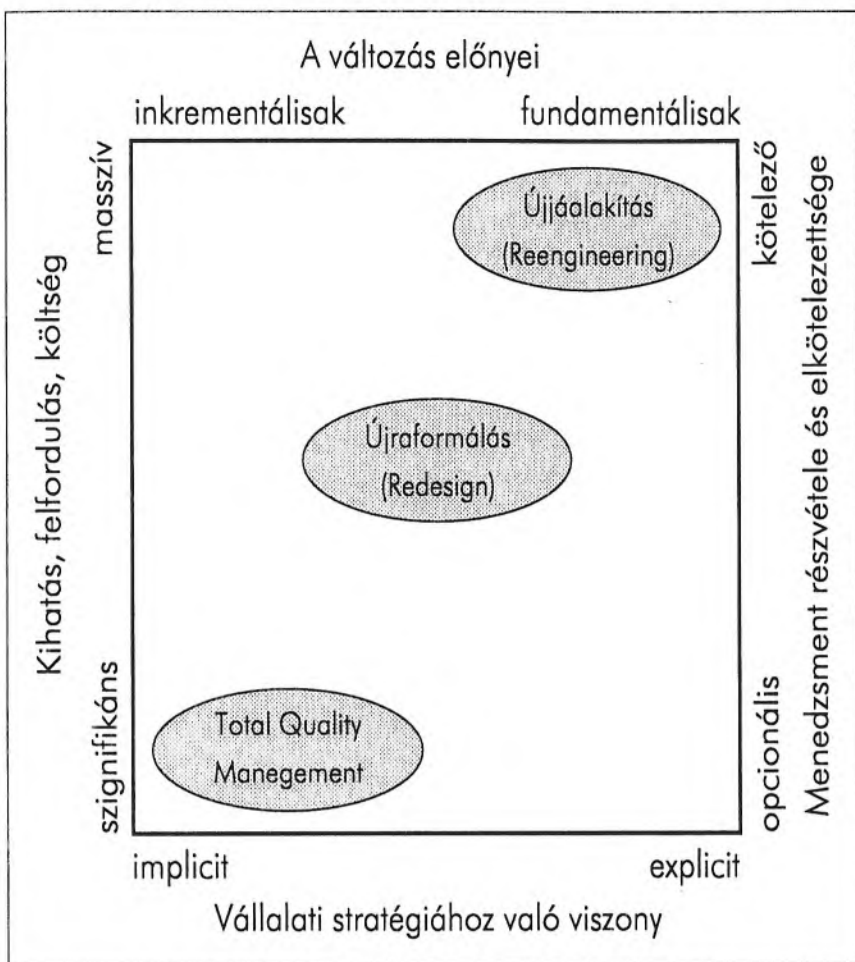 A változás előnyei
inkrementálisak fundamentálisak
Kihatás, felfordulás, költség
masszív
szignifikáns
Újjáalakítás
(Reengineering)
Újraformálás
(Redesign)
Total Quality
Manegement
kötelező
opcionális
Menedzsment részvétele és elkötelezettsége
implicit explicit
Vállalati stratégiához való viszony